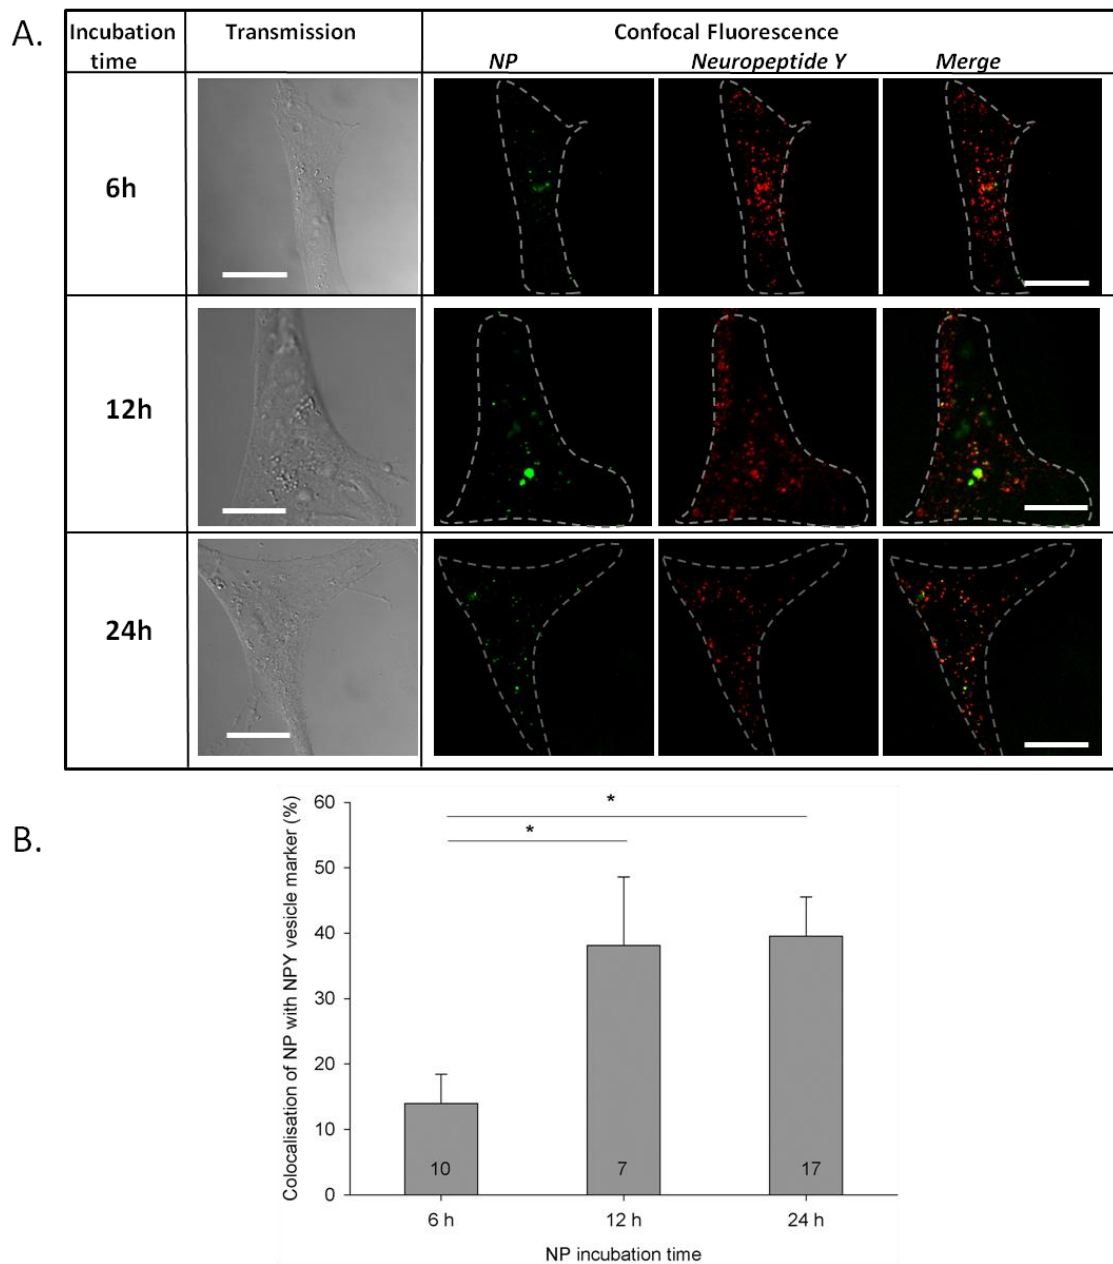 A.
Incubation time
Transmission
Confocal Fluorescence
NP
Neuropeptide Y
Merge
6h
12h
24h
B.
Colocalisation of NP with NPY vesicle marker (%)
60
50
40
30
20
10
0
*
*
10
7
17
6 h
12 h
24 h
NP incubation time